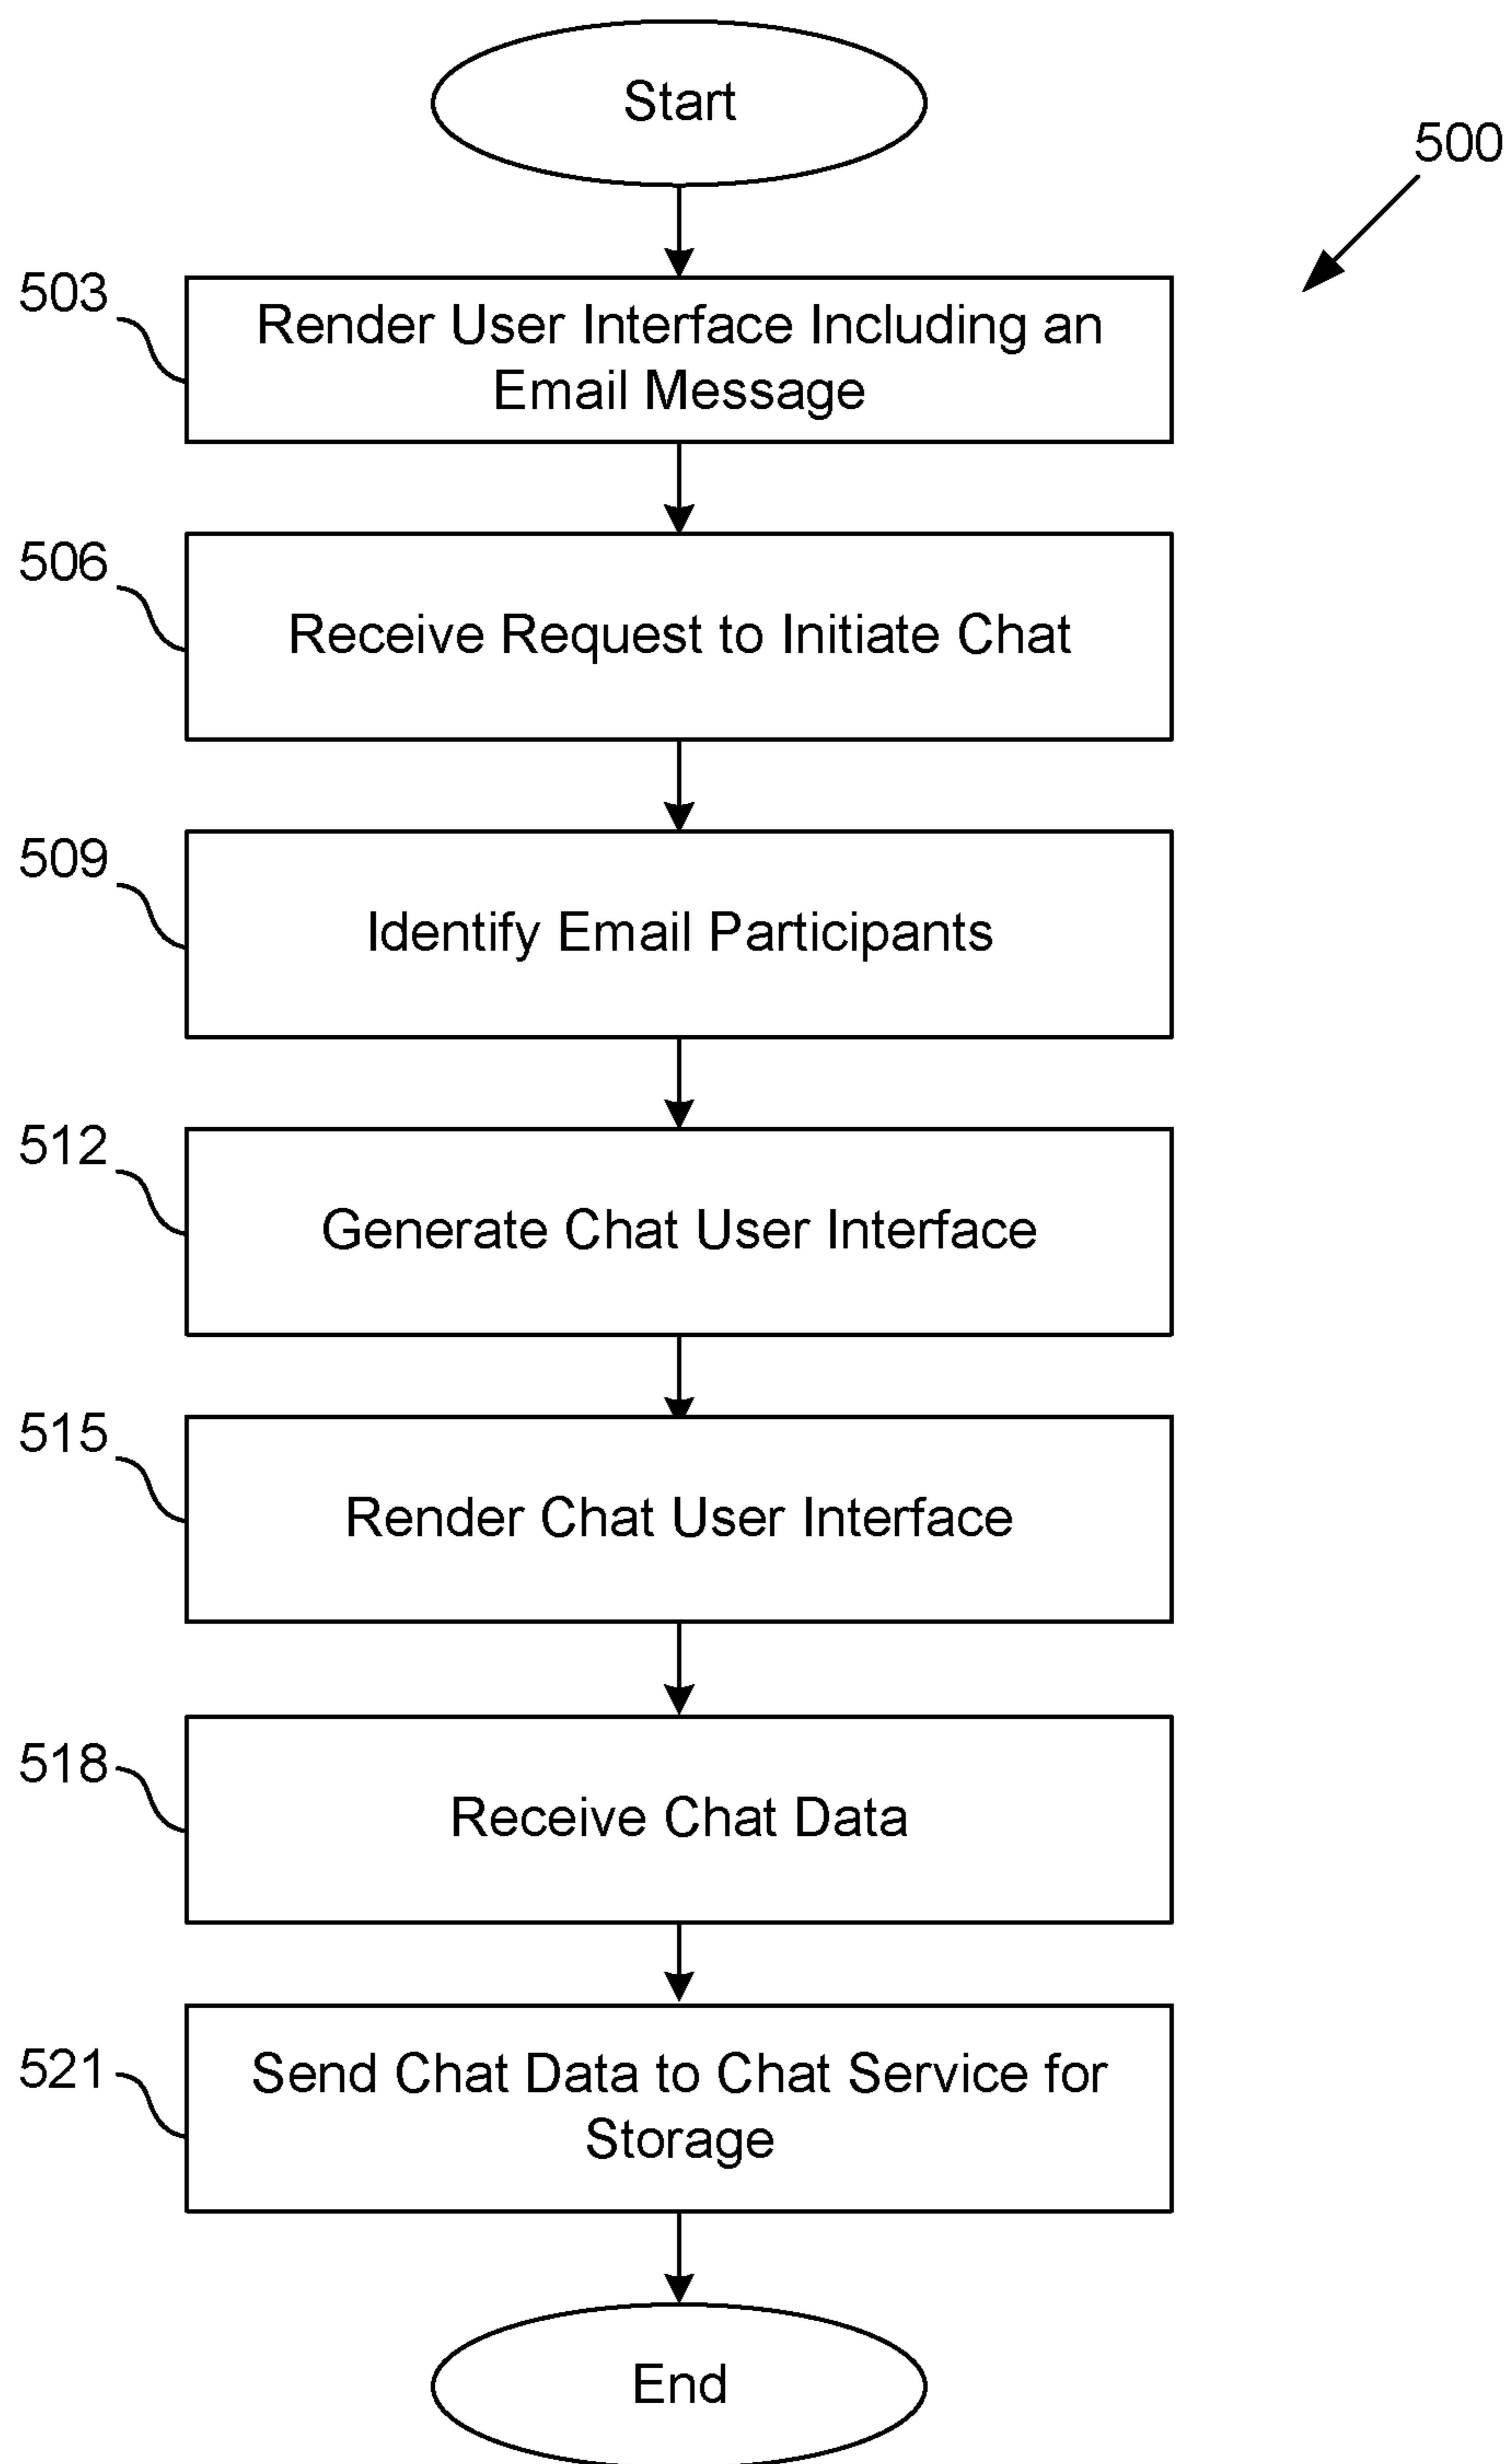 Start
500
503
Render User Interface Including an
Email Message
506
Receive Request to Initiate Chat
509
Identify Email Participants
512
Generate Chat User Interface
515
Render Chat User Interface
518
Receive Chat Data
521
Send Chat Data to Chat Service for
Storage
End